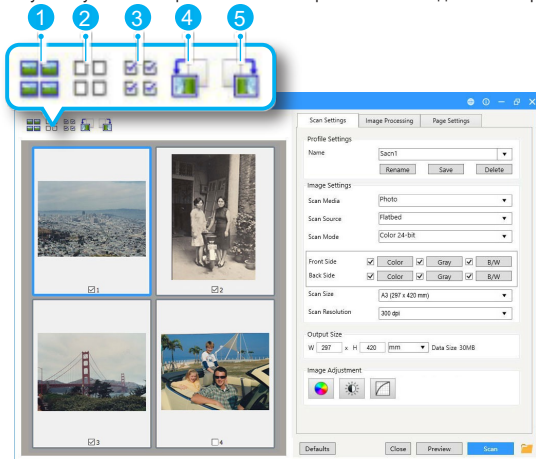 1 2 3 4 5
Scan Settings Image Processing Page Settings
Profile Settings
Name Sacn1
Rename Save Delete
Image Settings
Scan Media Photo
Scan Source Flatbed
Scan Mode Color 24-bit
Front Side Color Gray B/W
Back Side Color Gray B/W
Scan Size A3 (297 x 420 mm)
Scan Resolution 300 dpi
Output Size
W 297 x H 420 mm Data Size 30MB
Image Adjustment
1 2
3 4
Defaults Close Preview Scan